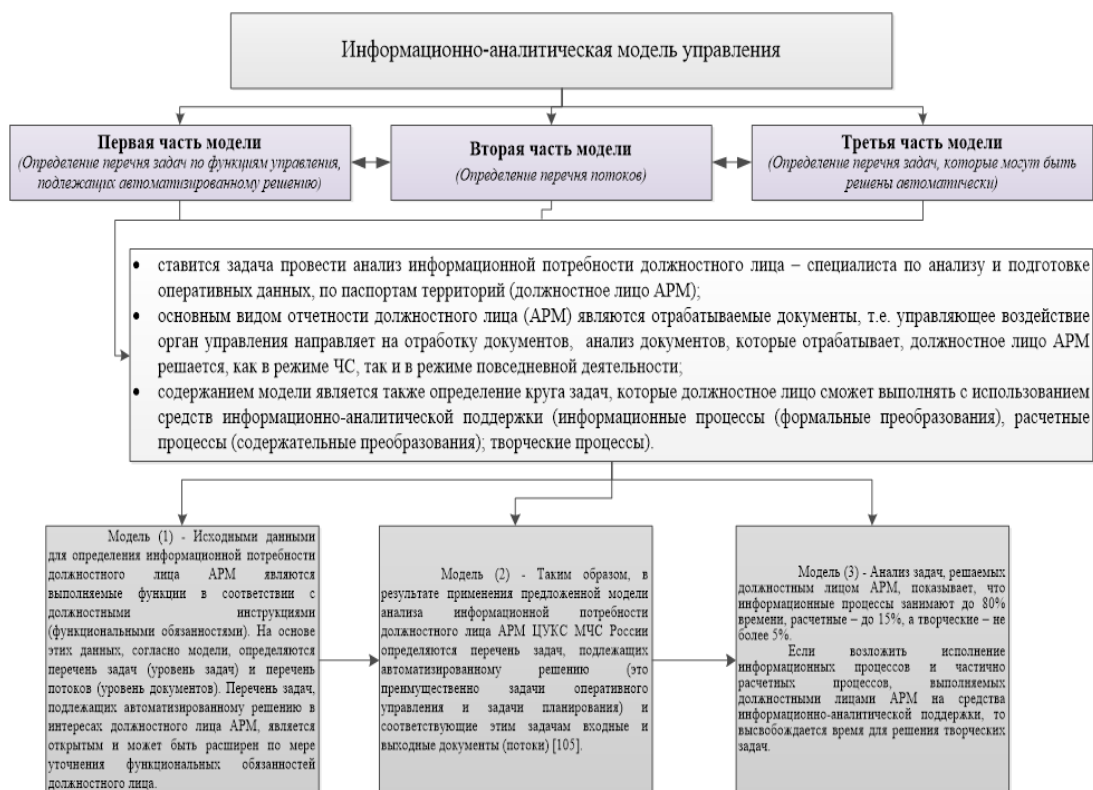 Информационно-аналитическая модель управления
Первая часть модели
(Определение перечня задач по функциям управления,
подлежащих автоматизированному решению)
Вторая часть модели
(Определение перечня потоков)
Третья часть модели
(Определение перечня задач, которые могут быть
решены автоматически)
• ставится задача провести анализ информационной потребности должностного лица – специалиста по анализу и подготовке
оперативных данных, по паспортам территорий (должностное лицо АРМ);
• основным видом отчетности должностного лица (АРМ) являются отрабатываемые документы, т.е. управляющее воздействие
орган управления направляет на отработку документов, анализ документов, которые отрабатывает, должностное лицо АРМ
решается, как в режиме ЧС, так и в режиме повседневной деятельности;
• содержанием модели является также определение круга задач, которые должностное лицо сможет выполнять с использованием
средств информационно-аналитической поддержки (информационные процессы (формальные преобразования), расчетные
процессы (содержательные преобразования); творческие процессы).
Модель (1) - Исходными данными
для определения информационной потребности
должностного лица АРМ являются
выполняемые функции в соответствии с
должностными инструкциями
(функциональными обязанностями). На основе
этих данных, согласно модели, определяются
перечень задач (уровень задач) и перечень
потоков (уровень документов). Перечень задач,
подлежащих автоматизированному решению в
интересах должностного лица АРМ, является
открытым и может быть расширен по мере
уточнения функциональных обязанностей
должностного лица.
Модель (2) - Таким образом, в
результате применения предложенной модели
анализа информационной потребности
должностного лица АРМ ЦУКС МЧС России
определяются перечень задач, подлежащих
автоматизированному решению (это
преимущественно задачи оперативного
управления и задачи планирования) и
соответствующие этим задачам входные и
выходные документы (потоки) [105].
Модель (3) - Анализ задач, решаемых
должностным лицом АРМ, показывает, что
информационные процессы занимают до 80%
времени, расчетные – до 15%, а творческие – не
более 5%.
Если возложить исполнение
информационных процессов и частично
расчетных процессов, выполняемых
должностными лицами АРМ на средства
информационно-аналитической поддержки, то
высвобождается время для решения творческих
задач.